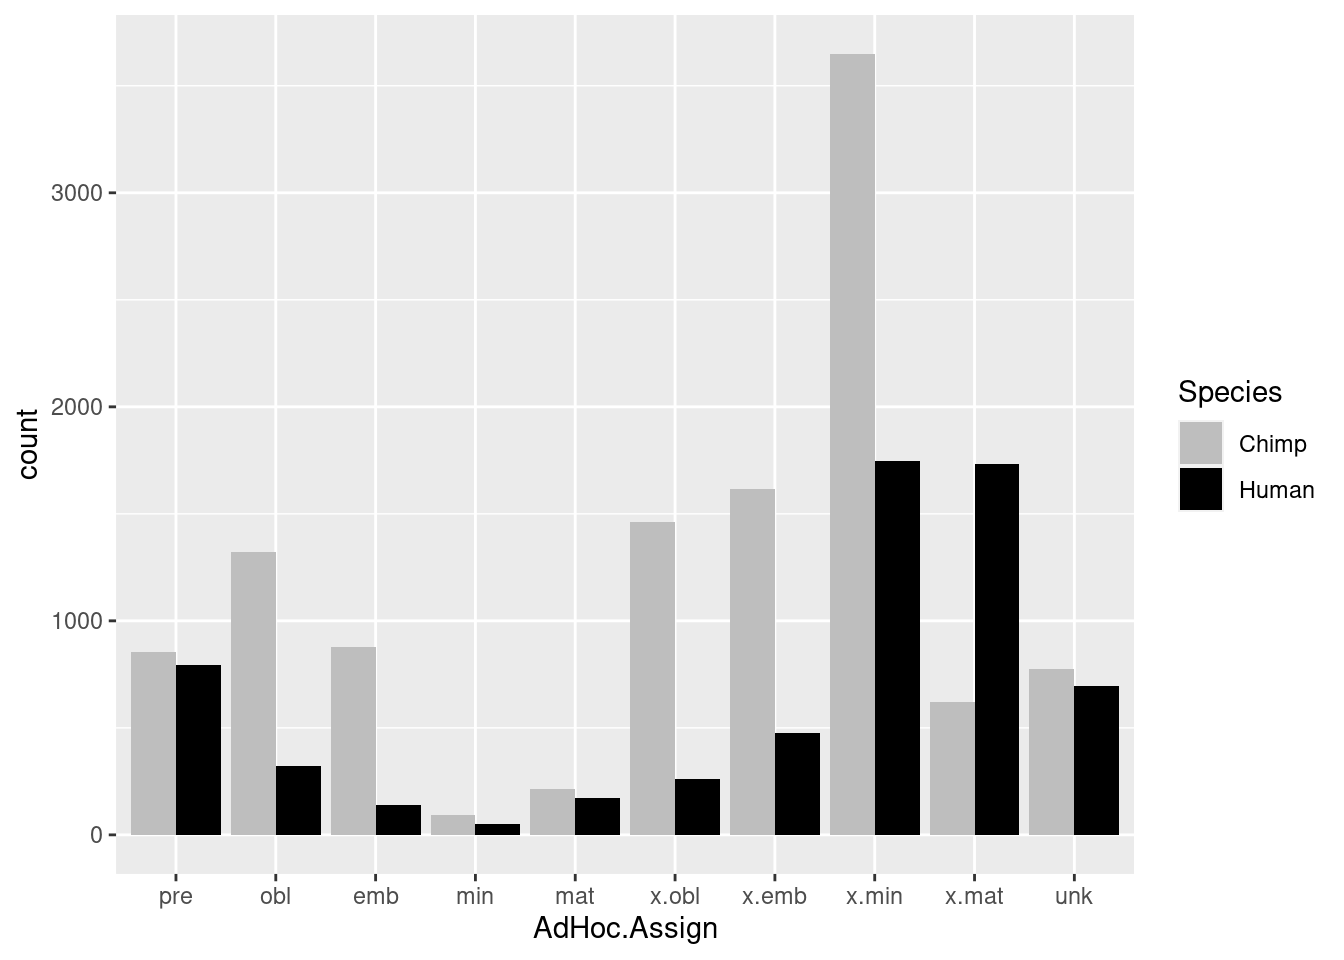 count
3000
2000
1000
0
pre obl emb min mat x.obl x.emb x.min x.mat unk
AdHoc.Assign
Species
Chimp
Human